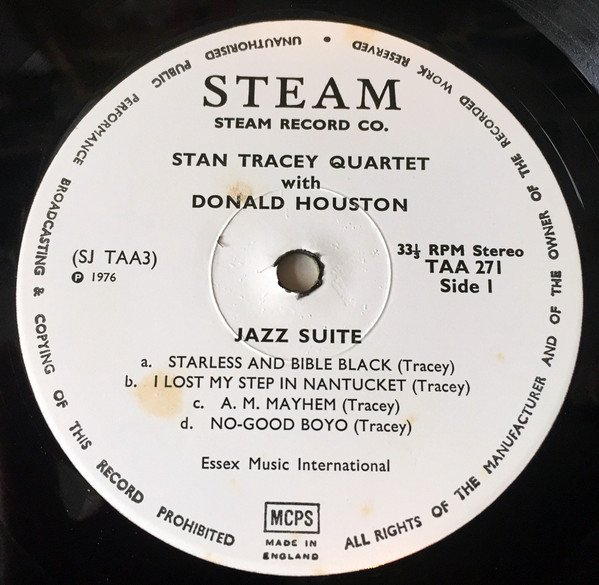 STEAM
STEAM RECORD CO.
STAN TRACEY QUARTET
with
DONALD HOUSTON
(SJ TAA3)
Ⓟ 1976
33⅓ RPM Stereo
TAA 271
Side 1
JAZZ SUITE
a. STARLESS AND BIBLE BLACK (Tracey)
b. I LOST MY STEP IN NANTUCKET (Tracey)
c. A. M. MAYHEM (Tracey)
d. NO-GOOD BOYO (Tracey)
Essex Music International
MCPS
MADE IN
ENGLAND
ALL RIGHTS OF THE MANUFACTURER AND OF THE OWNER OF THE RECORDED WORK RESERVED • UNAUTHORISED PUBLIC PERFORMANCE BROADCASTING & COPYING OF THIS RECORD PROHIBITED